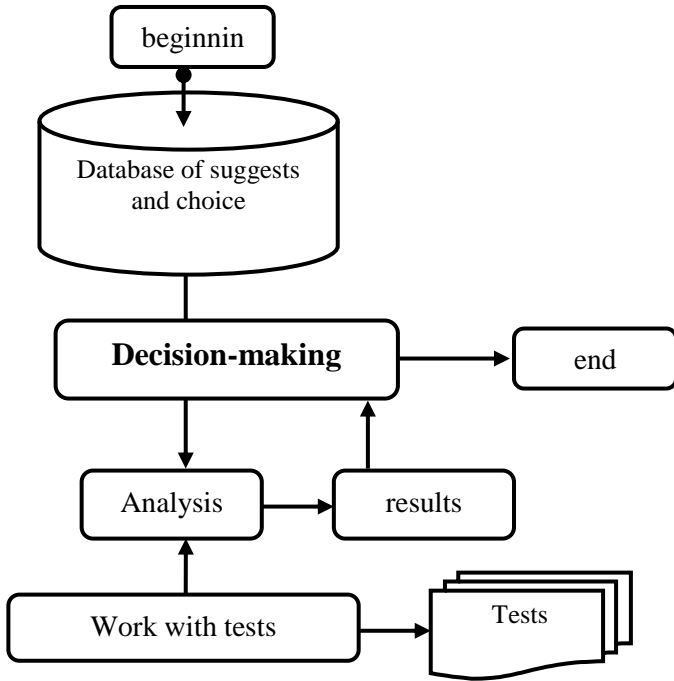 beginnin
Database of suggests
and choice
Decision-making
end
Analysis
results
Work with tests
Tests